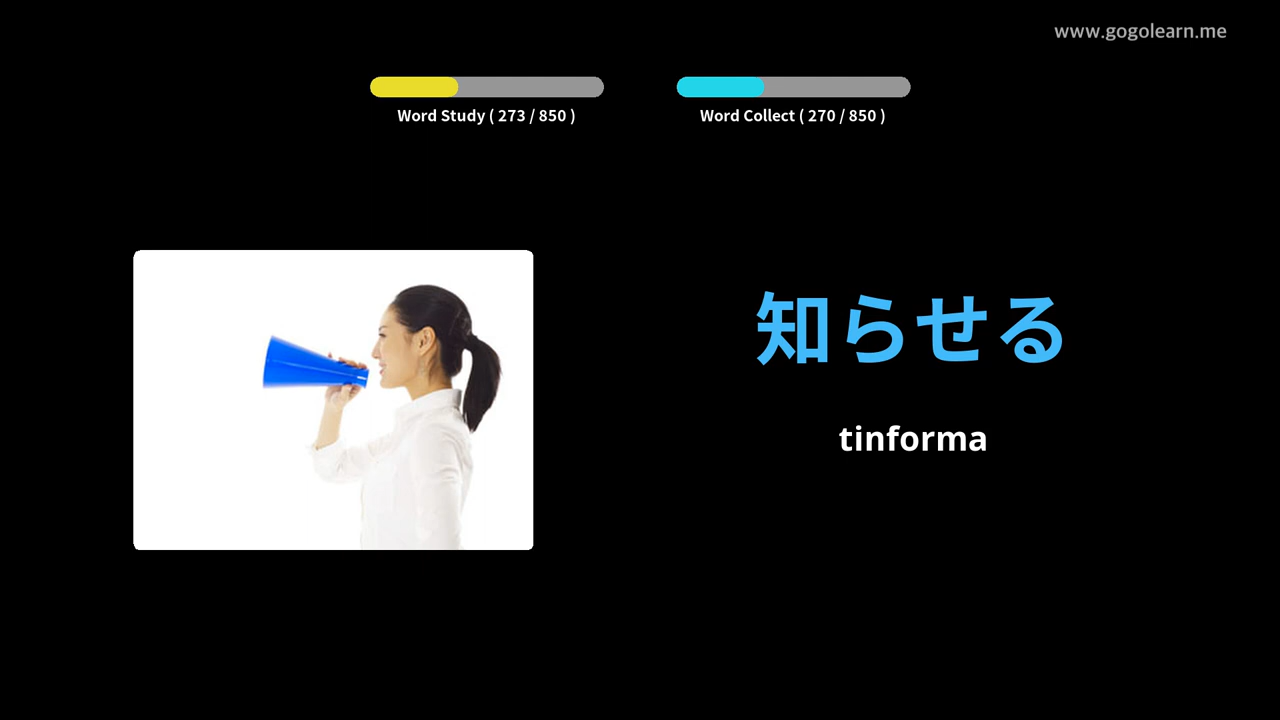 www.gogolearn.me
Word Study ( 273 / 850 )
Word Collect ( 270 / 850 )
知らせる
tinforma